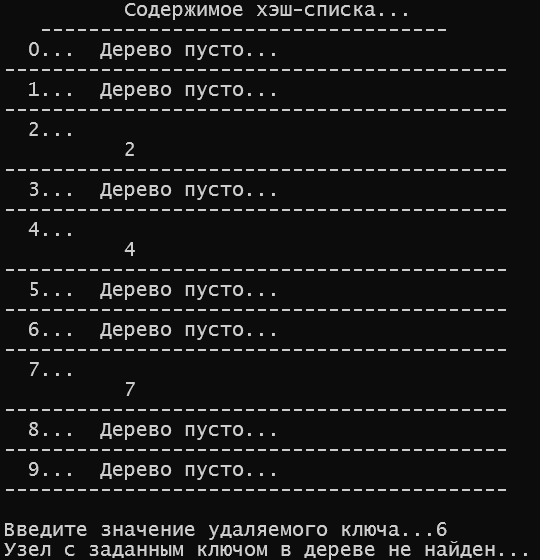 Содержимое хэш-списка...
----------------------------------
0... Дерево пусто...
------------------------------------------
1... Дерево пусто...
------------------------------------------
2...
2
------------------------------------------
3... Дерево пусто...
------------------------------------------
4...
4
------------------------------------------
5... Дерево пусто...
------------------------------------------
6... Дерево пусто...
------------------------------------------
7...
7
------------------------------------------
8... Дерево пусто...
------------------------------------------
9... Дерево пусто...
------------------------------------------
Введите значение удаляемого ключа...6
Узел с заданным ключом в дереве не найден...